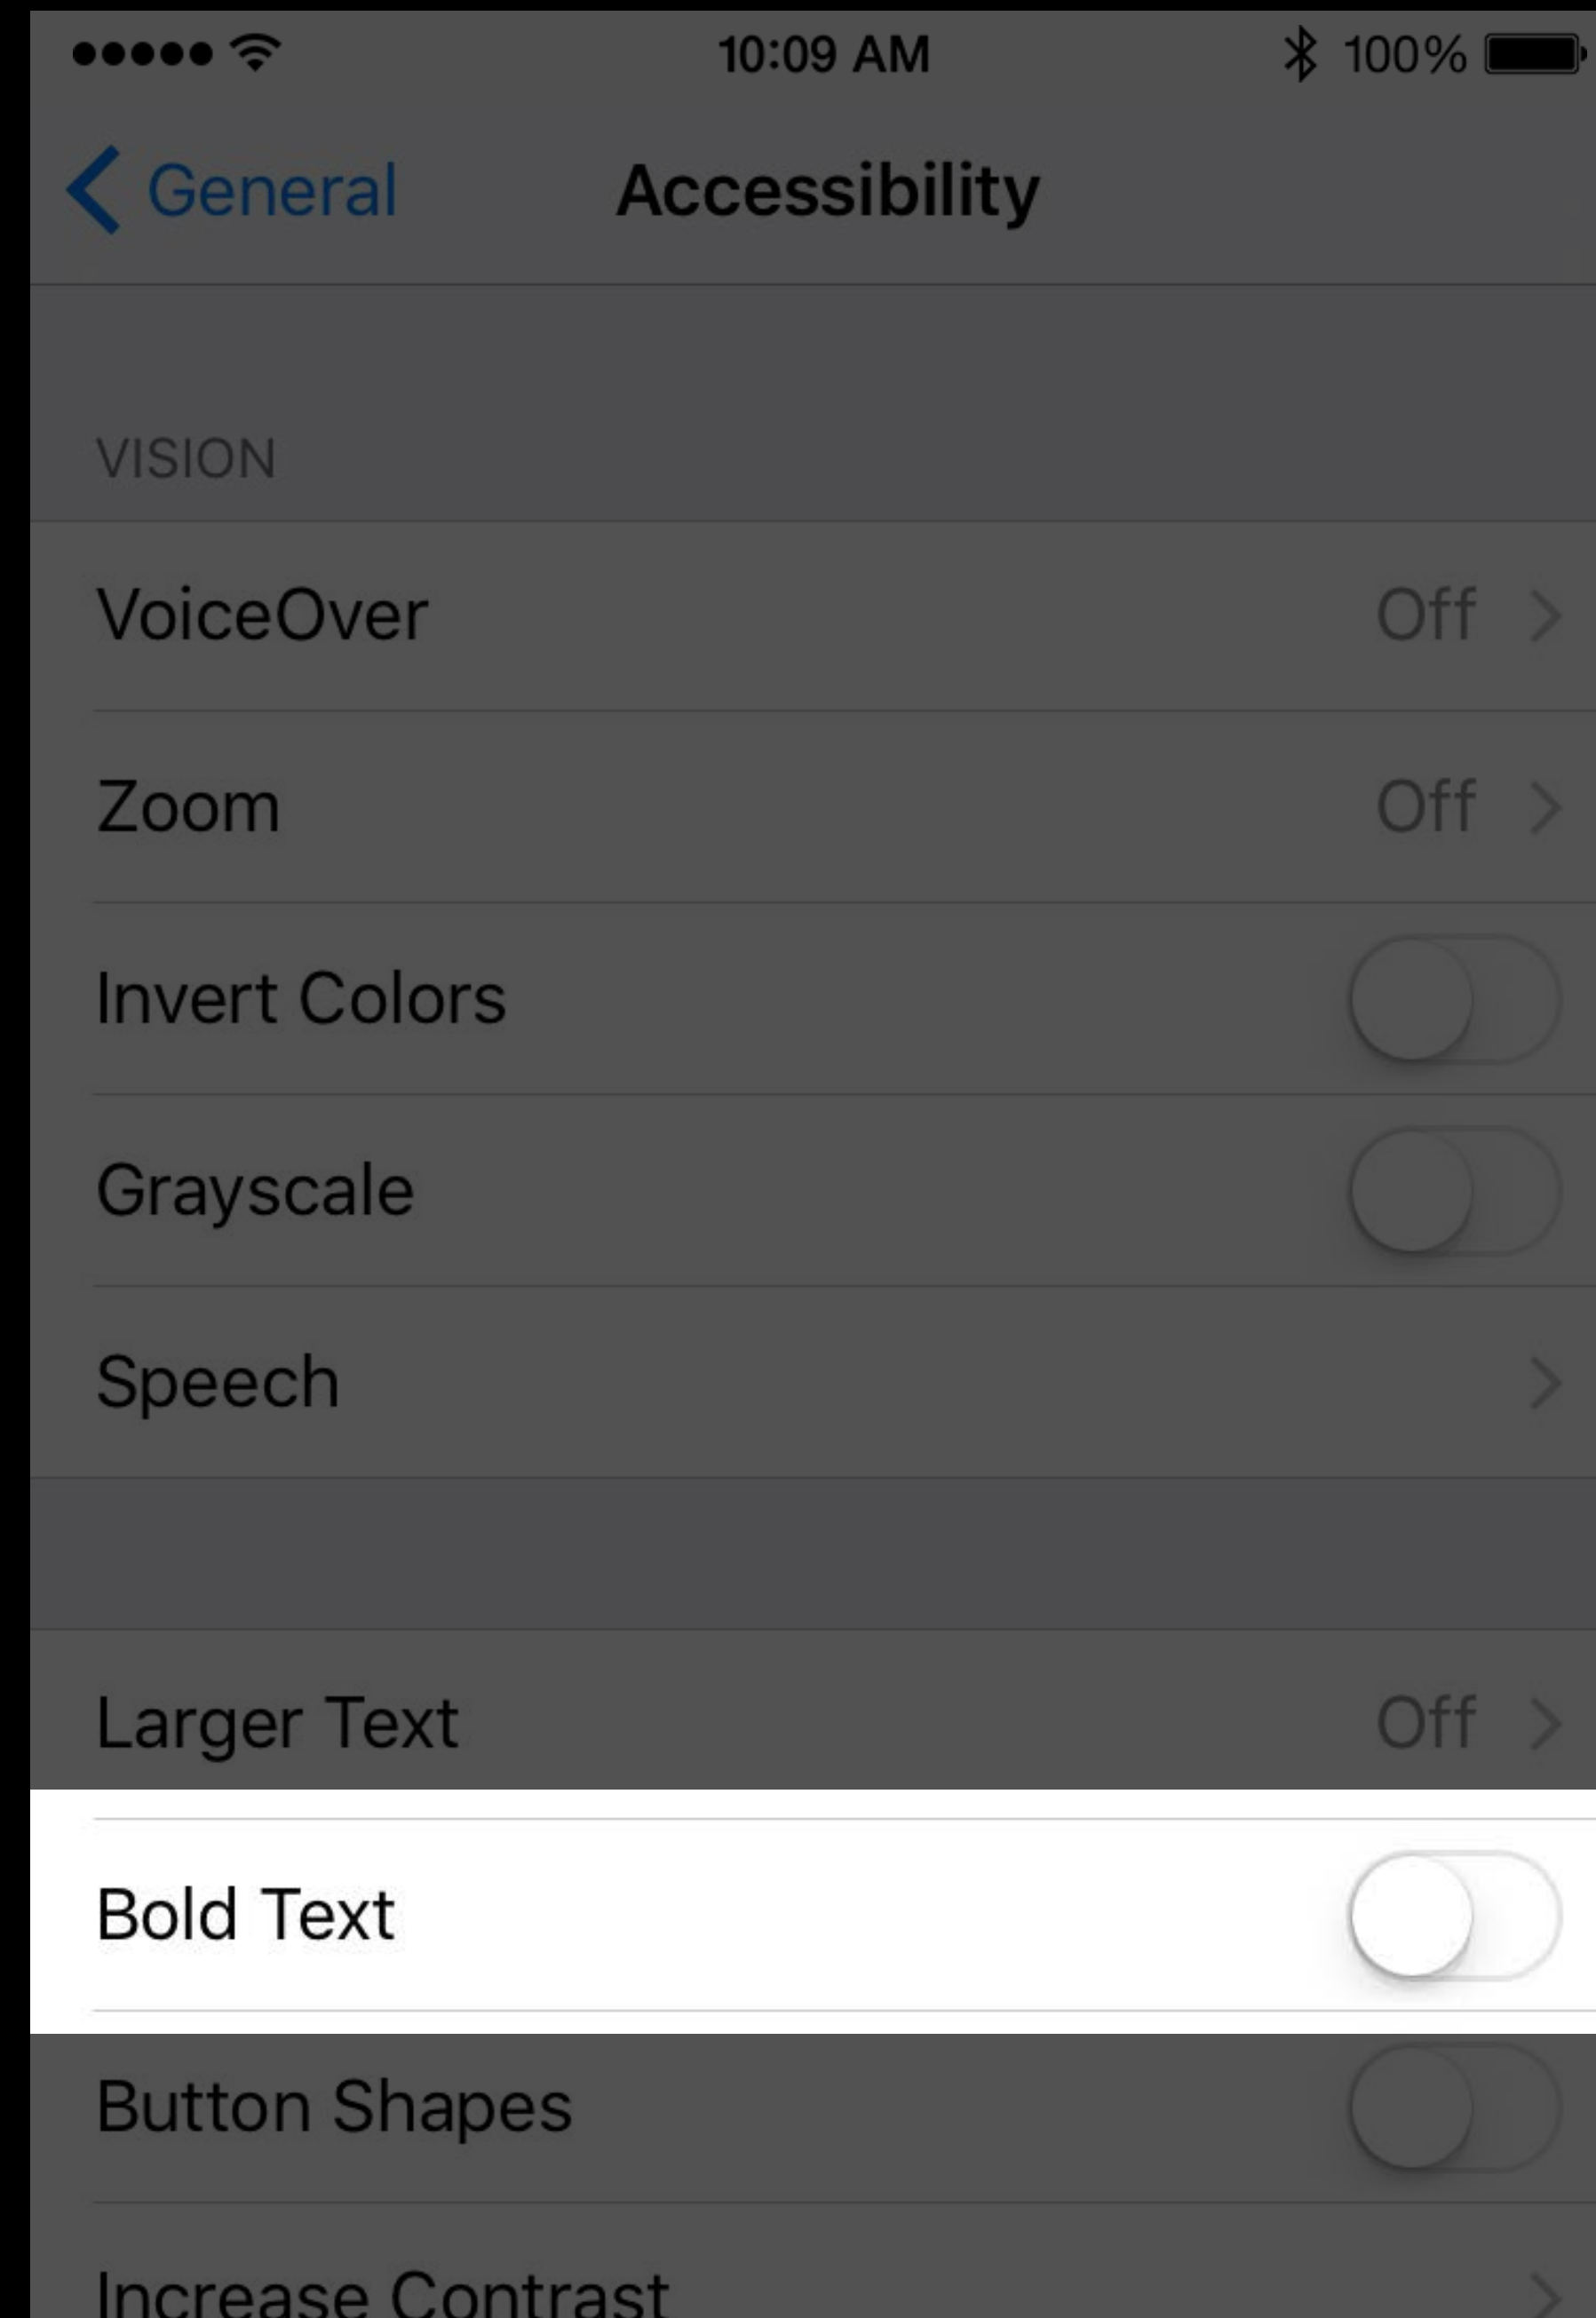 10:09 AM 100%
General Accessibility
VISION
VoiceOver Off
Zoom Off
Invert Colors
Grayscale
Speech
Larger Text Off
Bold Text
Button Shapes
Increase Contrast